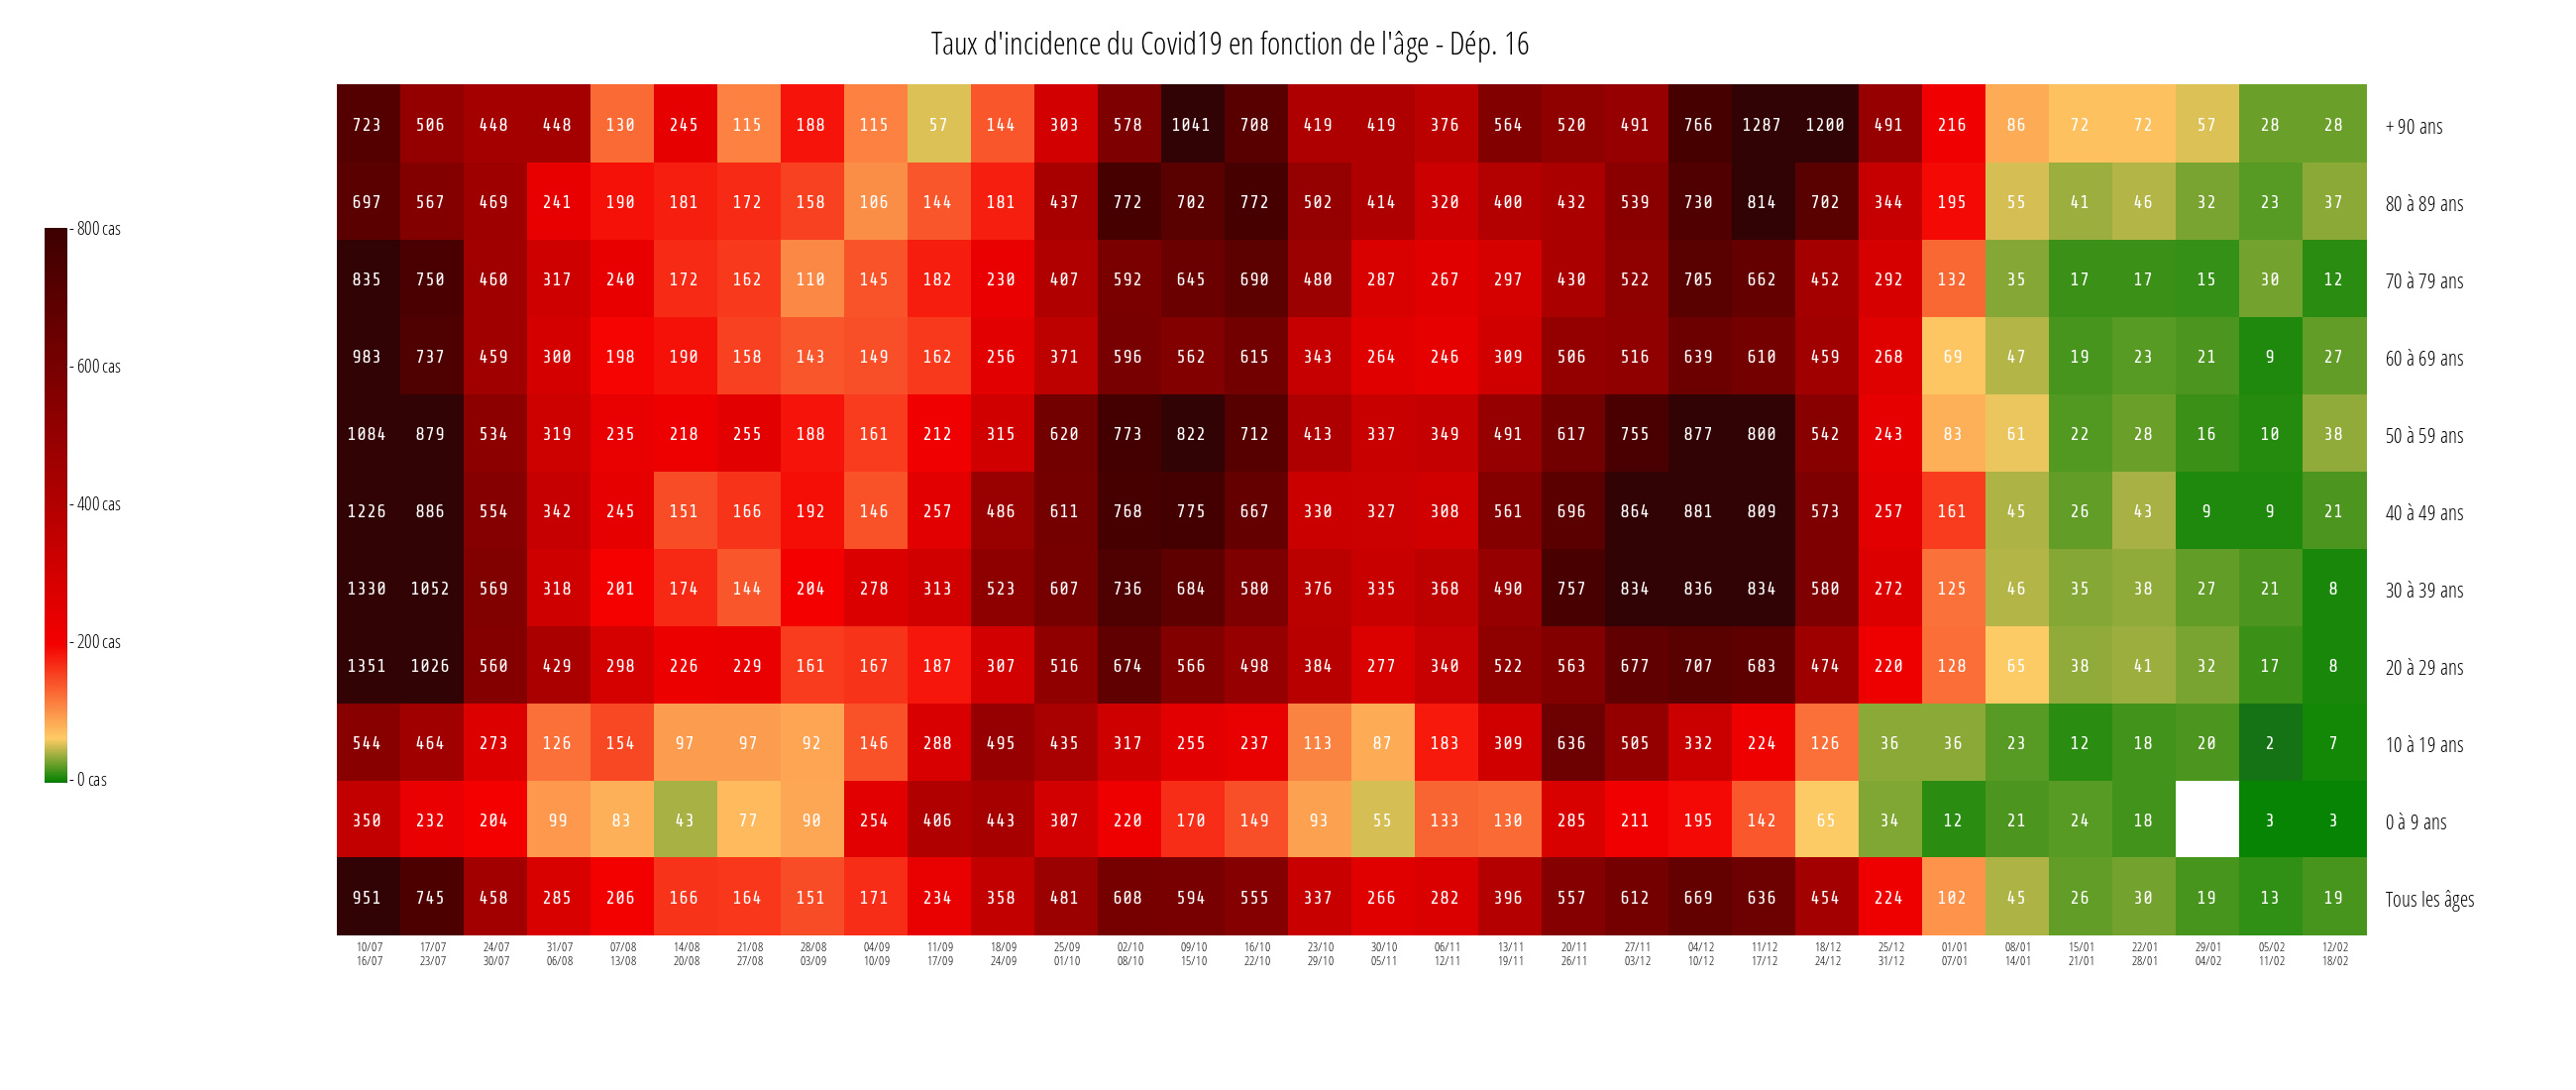 Taux d'incidence du Covid19 en fonction de l'âge - Dép. 16
723 506 448 448 130 245 115 188 115 57 144 303 578 1041 708 419 419 376 564 520 491 766 1287 1200 491 216 86 72 72 57 28 28 + 90 ans
697 567 469 241 190 181 172 158 106 144 181 437 772 702 772 502 414 320 400 432 539 730 814 702 344 195 55 41 46 32 23 37 80 à 89 ans
- 800 cas
835 750 460 317 240 172 162 110 145 182 230 407 592 645 690 480 287 267 297 430 522 705 662 452 292 132 35 17 17 15 30 12 70 à 79 ans
983 737 459 300 198 190 158 143 149 162 256 371 596 562 615 343 264 246 309 506 516 639 610 459 268 69 47 19 23 21 9 27 60 à 69 ans
- 600 cas
1084 879 534 319 235 218 255 188 161 212 315 620 773 822 712 413 337 349 491 617 755 877 800 542 243 83 61 22 28 16 10 38 50 à 59 ans
- 400 cas
1226 886 554 342 245 151 166 192 146 257 486 611 768 775 667 330 327 308 561 696 864 881 809 573 257 161 45 26 43 9 9 21 40 à 49 ans
1330 1052 569 318 201 174 144 204 278 313 523 607 736 684 580 376 335 368 490 757 834 836 834 580 272 125 46 35 38 27 21 8 30 à 39 ans
- 200 cas
1351 1026 560 429 298 226 229 161 167 187 307 516 674 566 498 384 277 340 522 563 677 707 683 474 220 128 65 38 41 32 17 8 20 à 29 ans
544 464 273 126 154 97 97 92 146 288 495 435 317 255 237 113 87 183 309 636 505 332 224 126 36 36 23 12 18 20 2 7 10 à 19 ans
- 0 cas
350 232 204 99 83 43 77 90 254 406 443 307 220 170 149 93 55 133 130 285 211 195 142 65 34 12 21 24 18 3 3 0 à 9 ans
951 745 458 285 206 166 164 151 171 234 358 481 608 594 555 337 266 282 396 557 612 669 636 454 224 102 45 26 30 19 13 19 Tous les âges
10/07 17/07 24/07 31/07 07/08 14/08 21/08 28/08 04/09 11/09 18/09 25/09 02/10 09/10 16/10 23/10 30/10 06/11 13/11 20/11 27/11 04/12 11/12 18/12 25/12 01/01 08/01 15/01 22/01 29/01 05/02 12/02
16/07 23/07 30/07 06/08 13/08 20/08 27/08 03/09 10/09 17/09 24/09 01/10 08/10 15/10 22/10 29/10 05/11 12/11 19/11 26/11 03/12 10/12 17/12 24/12 31/12 07/01 14/01 21/01 28/01 04/02 11/02 18/02